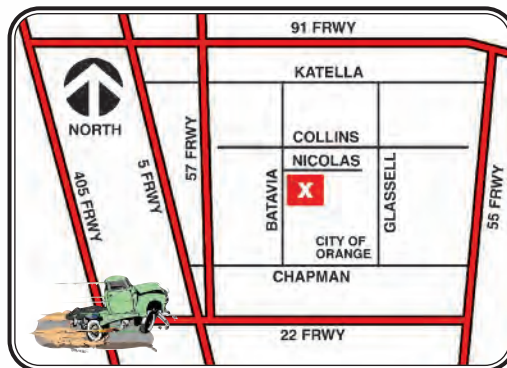 91 FRWY
KATELLA
NORTH
COLLINS
NICOLAS
405 FRWY
5 FRWY
57 FRWY
BATAVIA
X
GLASSELL
55 FRWY
CITY OF
ORANGE
CHAPMAN
22 FRWY